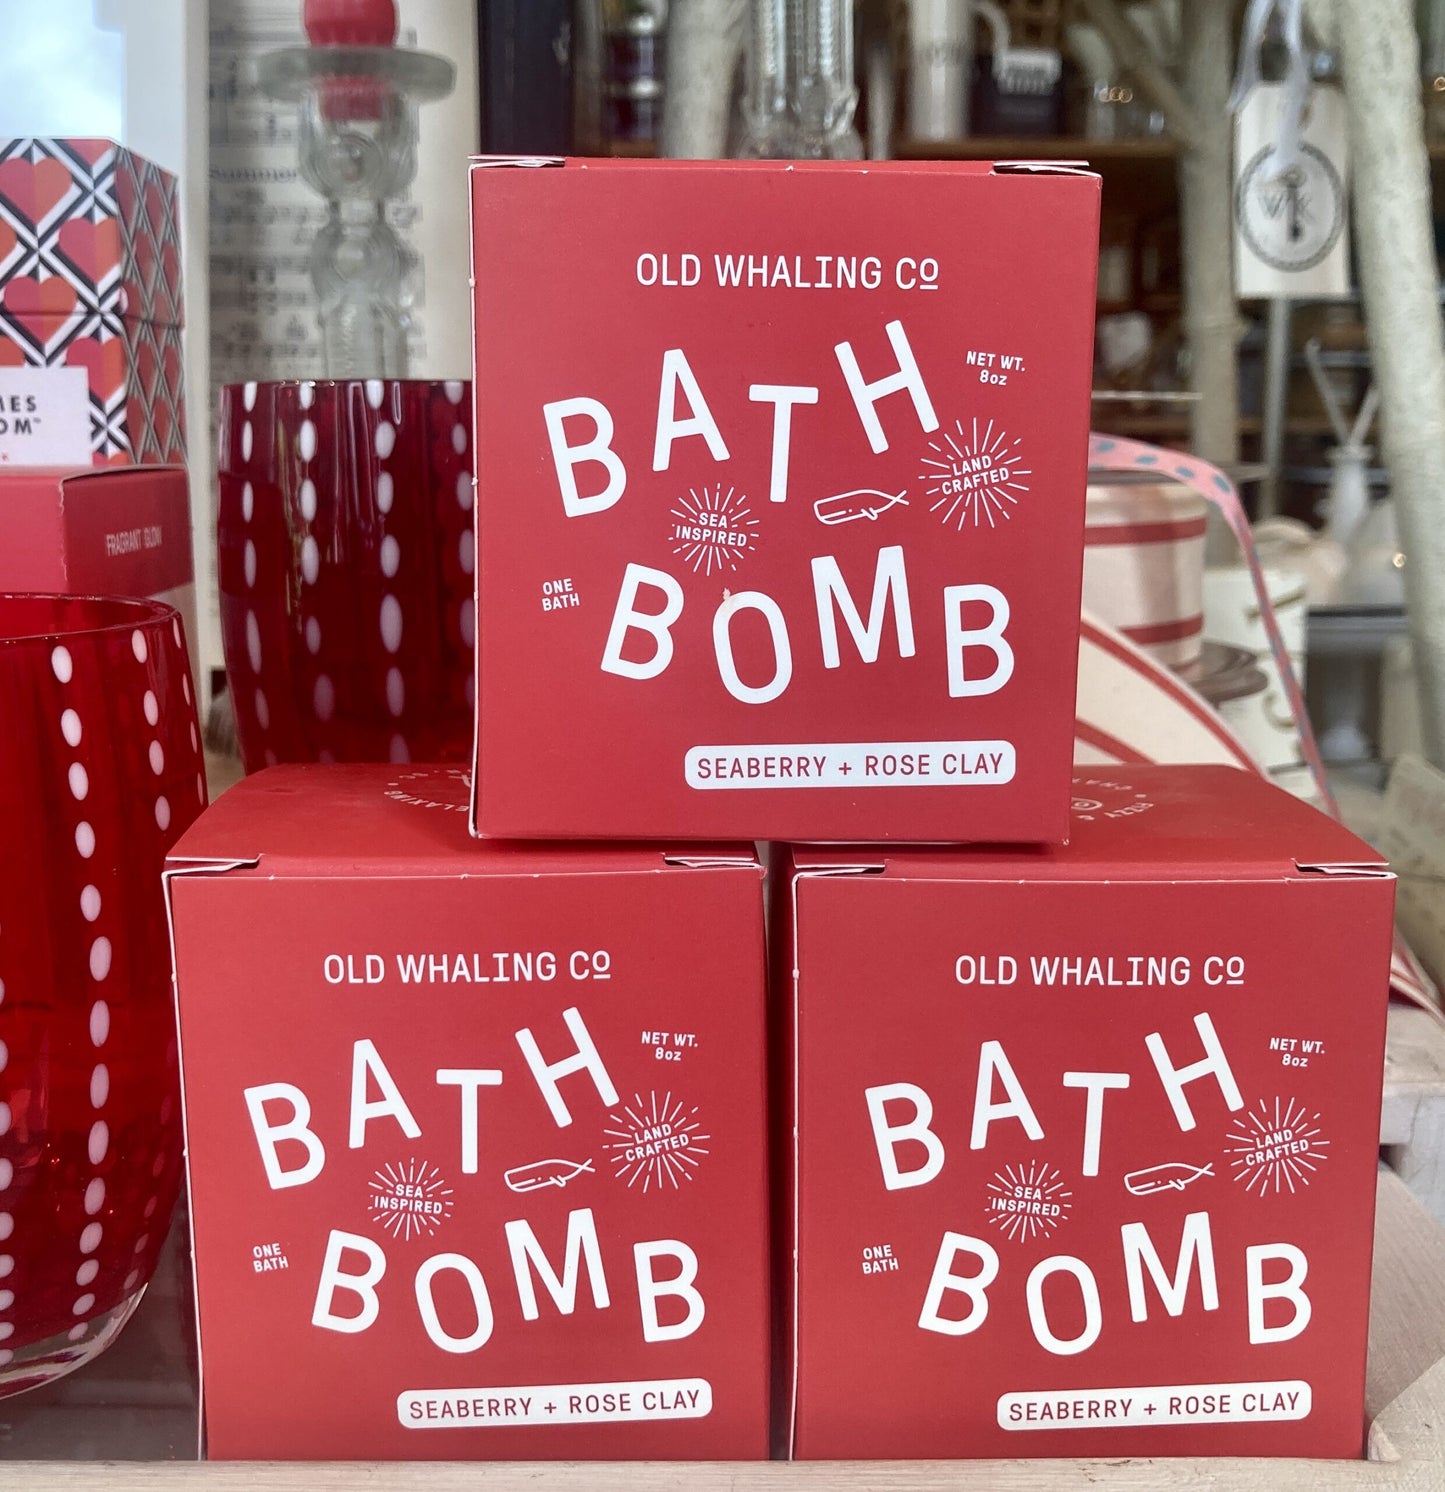 Summer
W K
FRAGRANT GLOW
OLD WHALING Co
BATH
NET WT.
8oz
LAND
CRAFTED
SEA
INSPIRED
ONE
BATH
BOMB
SEABERRY + ROSE CLAY
OLD WHALING Co
BATH
NET WT.
8oz
LAND
CRAFTED
SEA
INSPIRED
ONE
BATH
BOMB
SEABERRY + ROSE CLAY
OLD WHALING Co
BATH
NET WT.
8oz
LAND
CRAFTED
SEA
INSPIRED
ONE
BATH
BOMB
SEABERRY + ROSE CLAY